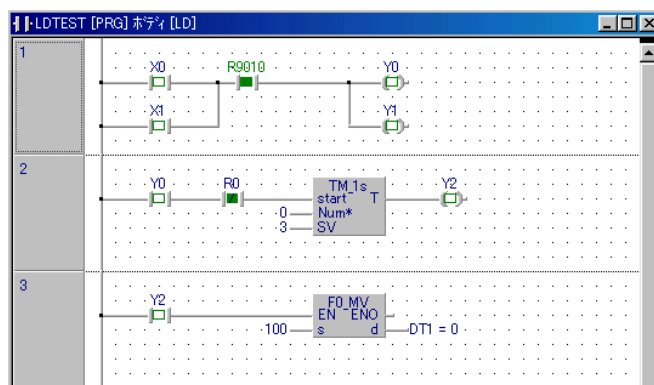 LDTEST [PRG] ボディ [LD]
1
X0 R9010 Y0
X1 Y1
2
Y0 R0 TM_1s Y2
start T
0 Num*
3 SV
3
Y2 F0_MV
EN ENO
100 s d DT1 = 0